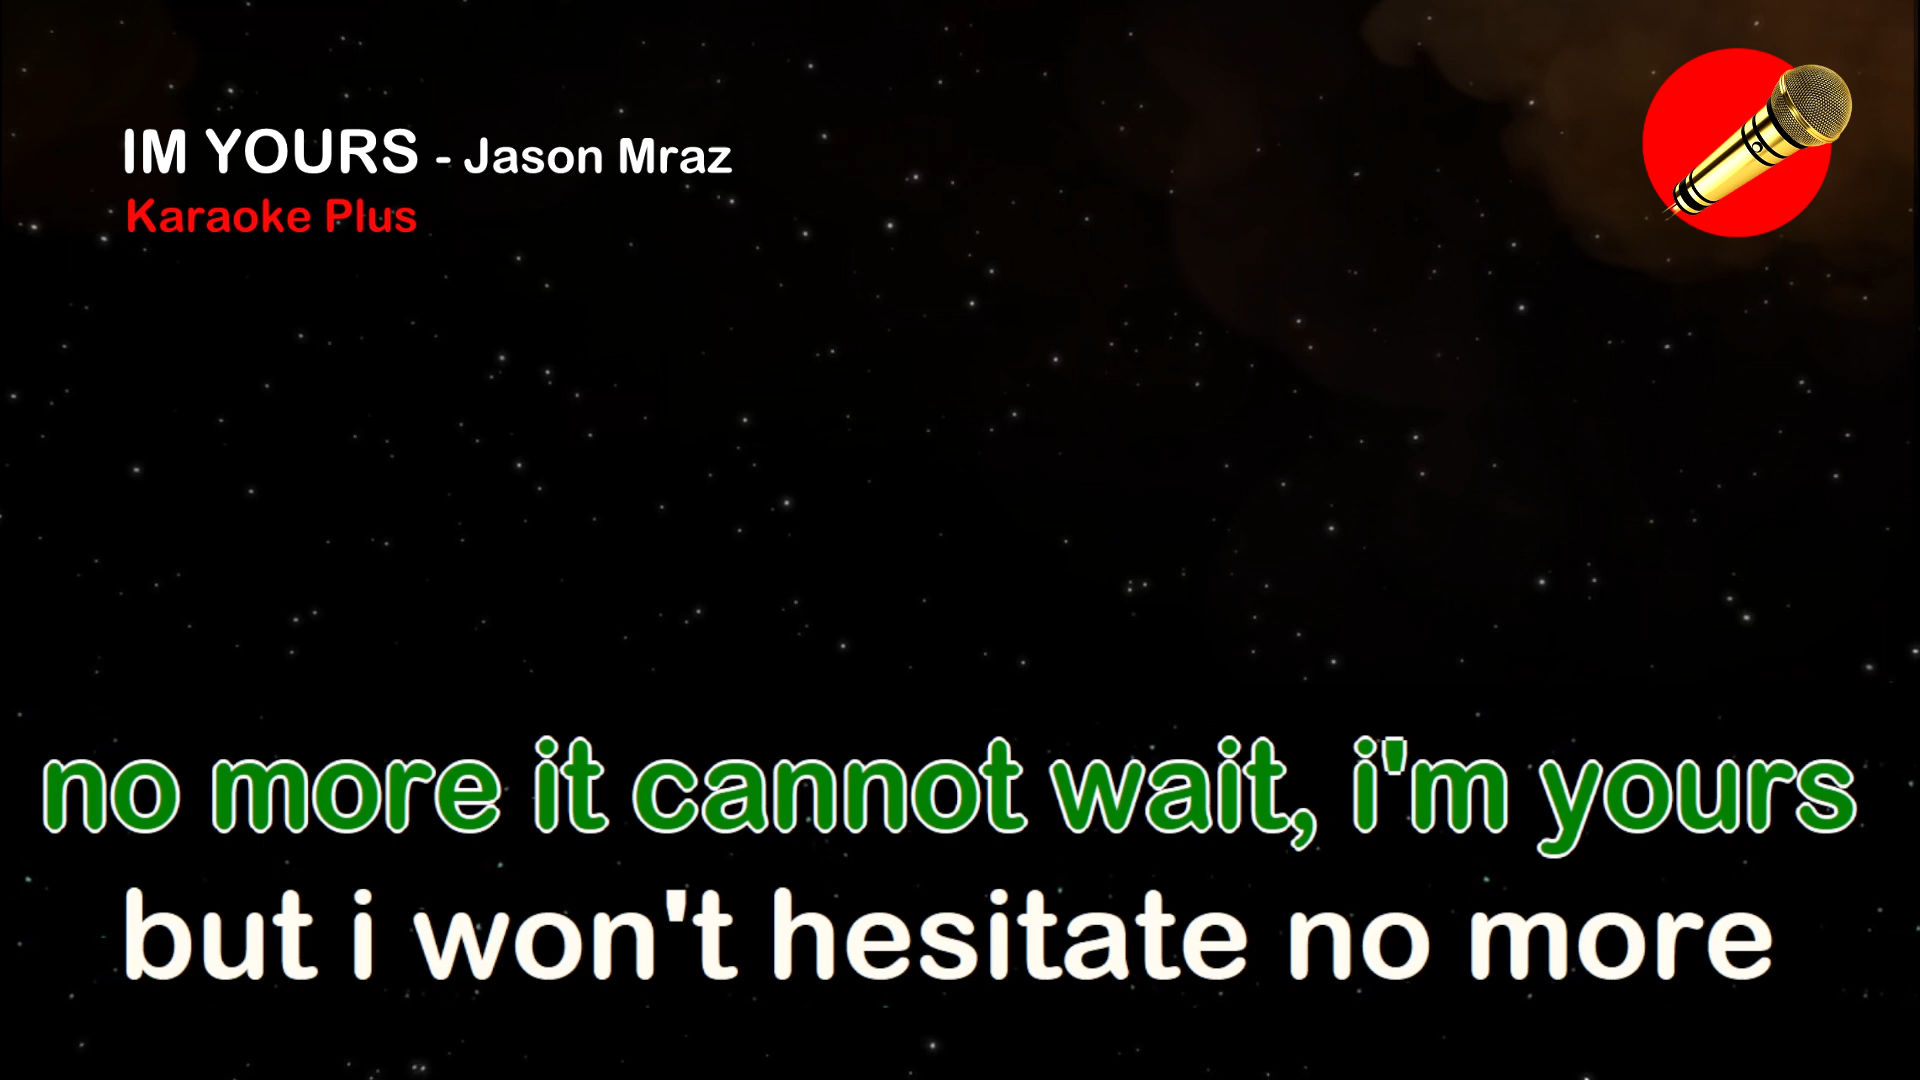 IM YOURS - Jason Mraz
Karaoke Plus
no more it cannot wait, i'm yours
but i won't hesitate no more